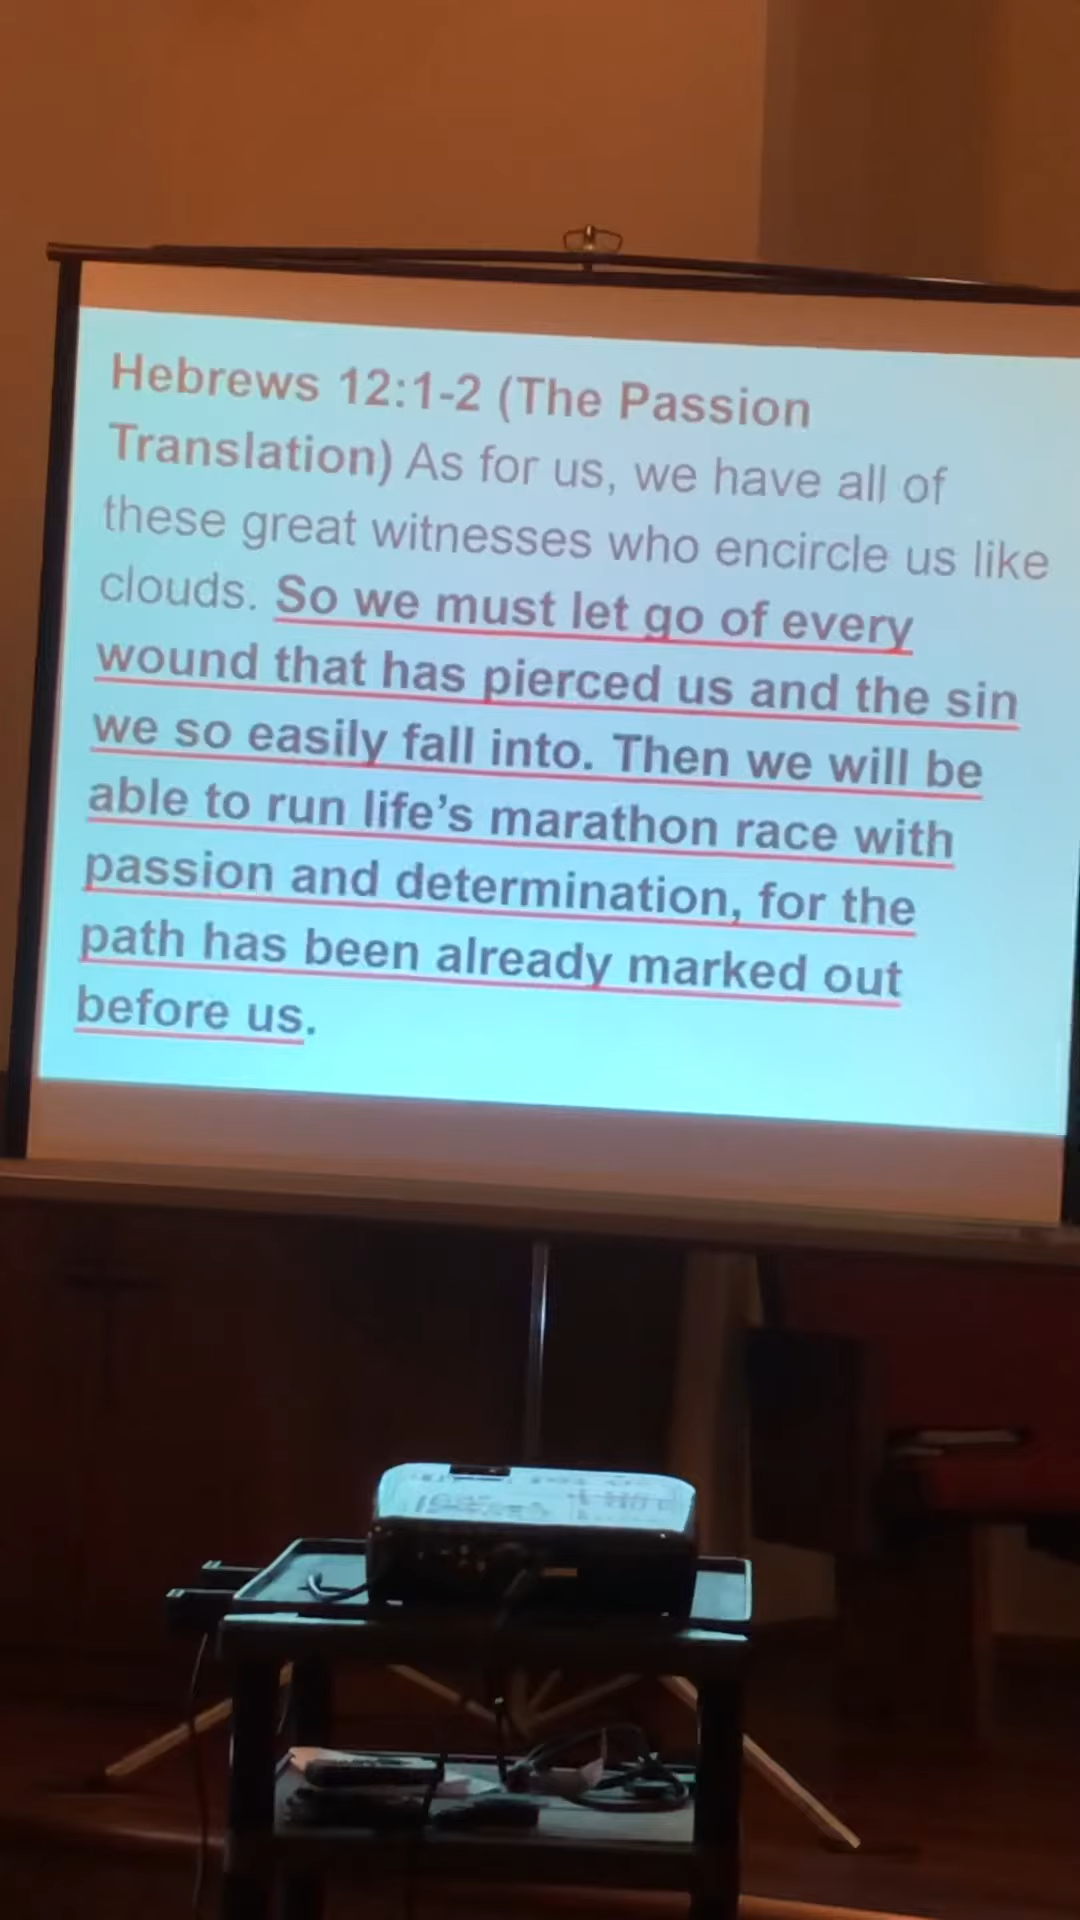 Hebrews 12:1-2 (The Passion
Translation) As for us, we have all of
these great witnesses who encircle us like
clouds. So we must let go of every
wound that has pierced us and the sin
we so easily fall into. Then we will be
able to run life’s marathon race with
passion and determination, for the
path has been already marked out
before us.